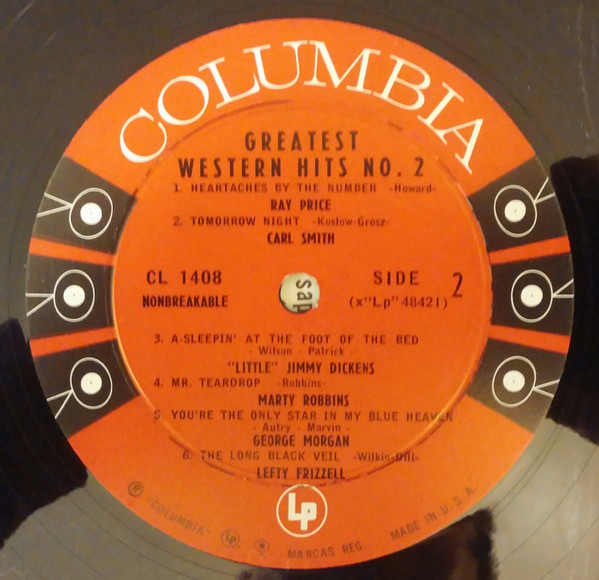 COLUMBIA
GREATEST
WESTERN HITS NO. 2
1. HEARTACHES BY THE NUMBER -Howard-
RAY PRICE
2. TOMORROW NIGHT -Koslow-Grosz-
CARL SMITH
CL 1408
NONBREAKABLE
SIDE 2
(x"Lp"48421)
sap
3. A-SLEEPIN' AT THE FOOT OF THE BED
- Wilson - Patrick -
"LITTLE" JIMMY DICKENS
4. MR. TEARDROP -Robbins-
MARTY ROBBINS
5. YOU'RE THE ONLY STAR IN MY BLUE HEAVEN
- Autry - Marvin -
GEORGE MORGAN
6. THE LONG BLACK VEIL -Wilkin-Dill-
LEFTY FRIZZELL
Lp
® "COLUMBIA" Lp MARCAS REG. MADE IN U.S.A.